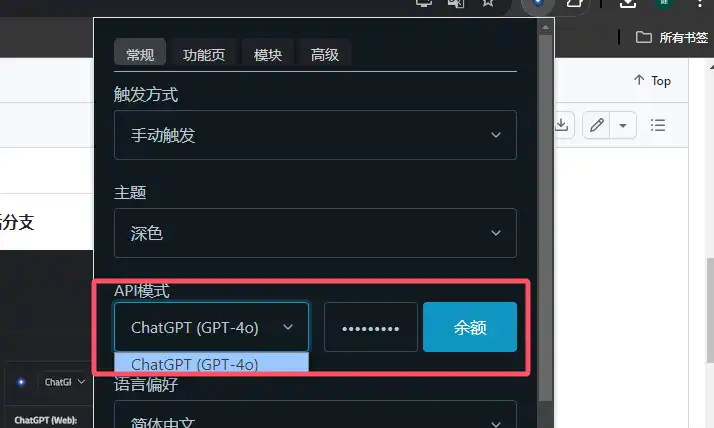 所有书签
常规 功能页 模块 高级
Top
触发方式
手动触发
主题
分支
深色
API模式
ChatGPT (GPT-4o) ••••••••• 余额
ChatGPT (GPT-4o)
ChatGPT
语言偏好
ChatGPT (Web):
简体中文